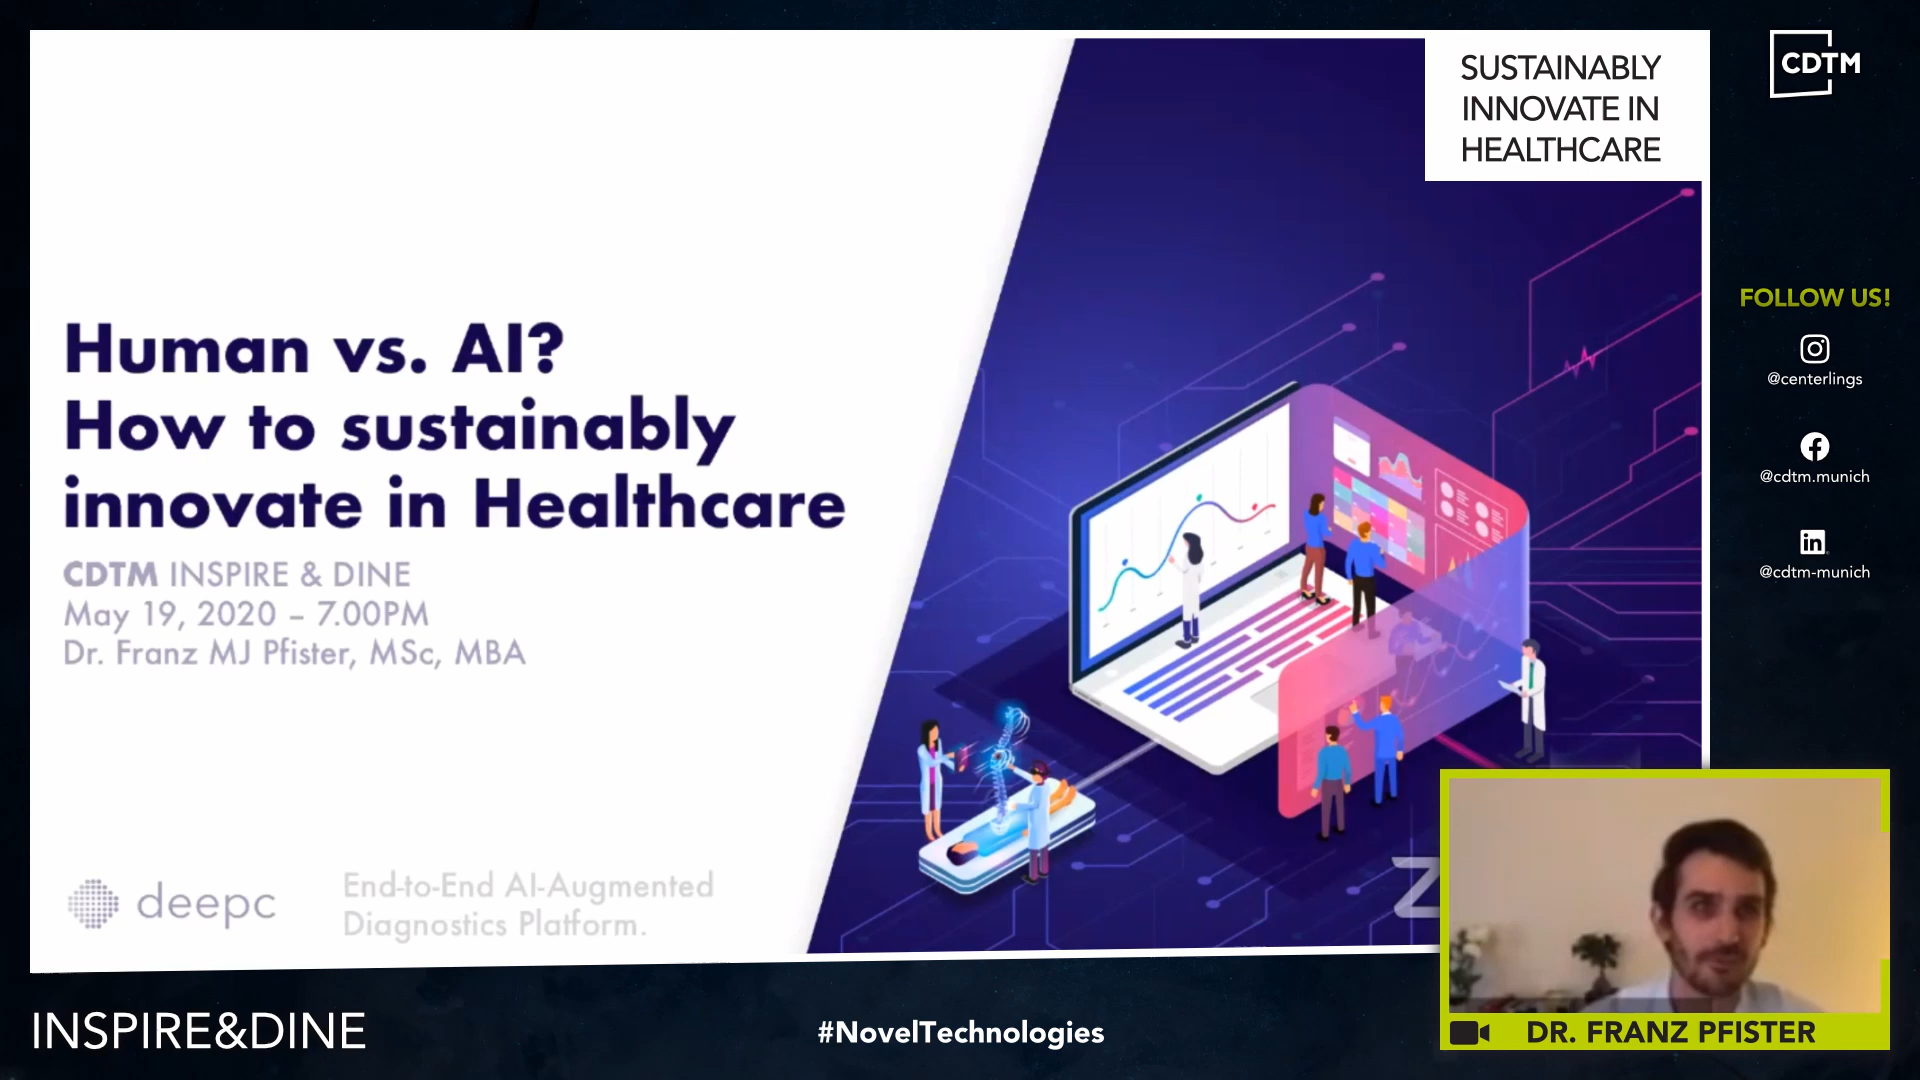 SUSTAINABLY
INNOVATE IN
HEALTHCARE
CDTM
Human vs. AI?
How to sustainably
innovate in Healthcare
CDTM INSPIRE & DINE
May 19, 2020 – 7.00PM
Dr. Franz MJ Pfister, MSc, MBA
deepc
End-to-End AI-Augmented
Diagnostics Platform.
FOLLOW US!
@centerlings
@cdtm.munich
in
@cdtm-munich
INSPIRE&DINE
#NovelTechnologies
DR. FRANZ PFISTER